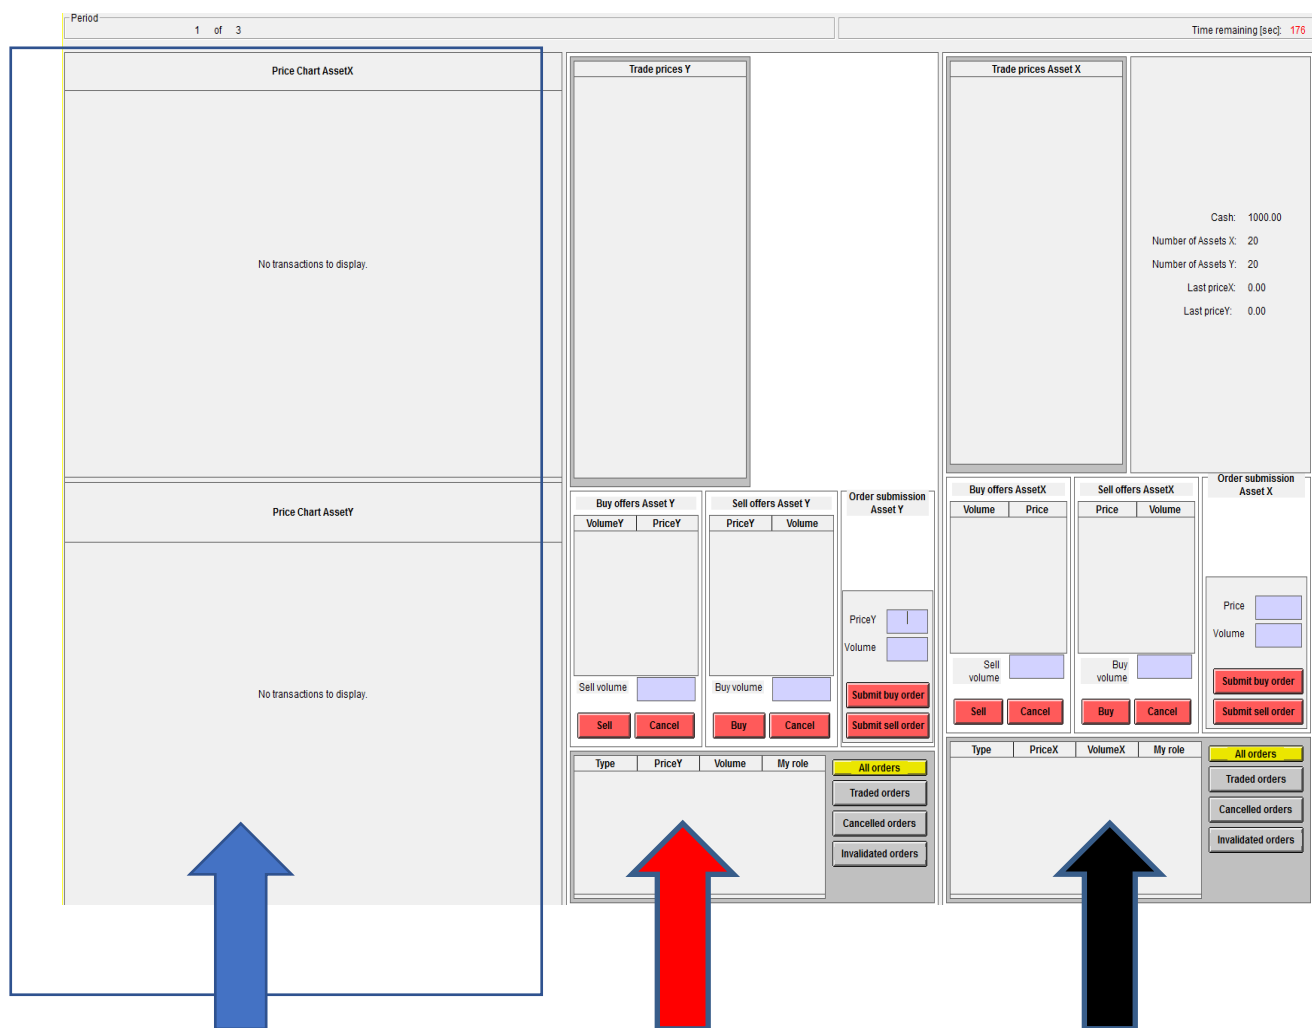 Period
1 of 3
Time remaining [sec]: 176
Price Chart AssetX
No transactions to display.
Price Chart AssetY
No transactions to display.
Trade prices Y
Buy offers Asset Y
VolumeY PriceY
Sell volume
Sell Cancel
Sell offers Asset Y
PriceY Volume
Buy volume
Buy Cancel
Order submission
Asset Y
PriceY
Volume
Submit buy order
Submit sell order
Type PriceY Volume My role
All orders
Traded orders
Cancelled orders
Invalidated orders
Trade prices Asset X
Cash: 1000.00
Number of Assets X: 20
Number of Assets Y: 20
Last priceX: 0.00
Last priceY: 0.00
Buy offers AssetX
Volume Price
Sell
volume
Sell Cancel
Sell offers AssetX
Price Volume
Buy
volume
Buy Cancel
Order submission
Asset X
Price
Volume
Submit buy order
Submit sell order
Type PriceX VolumeX My role
All orders
Traded orders
Cancelled orders
Invalidated orders